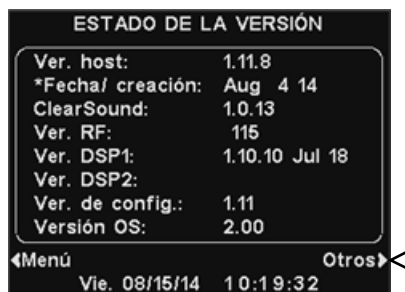 ESTADO DE LA VERSIÓN
Ver. host: 1.11.8
*Fecha/ creación: Aug 4 14
ClearSound: 1.0.13
Ver. RF: 115
Ver. DSP1: 1.10.10 Jul 18
Ver. DSP2:
Ver. de config.: 1.11
Versión OS: 2.00
Menú Otros
Vie. 08/15/14 10:19:32